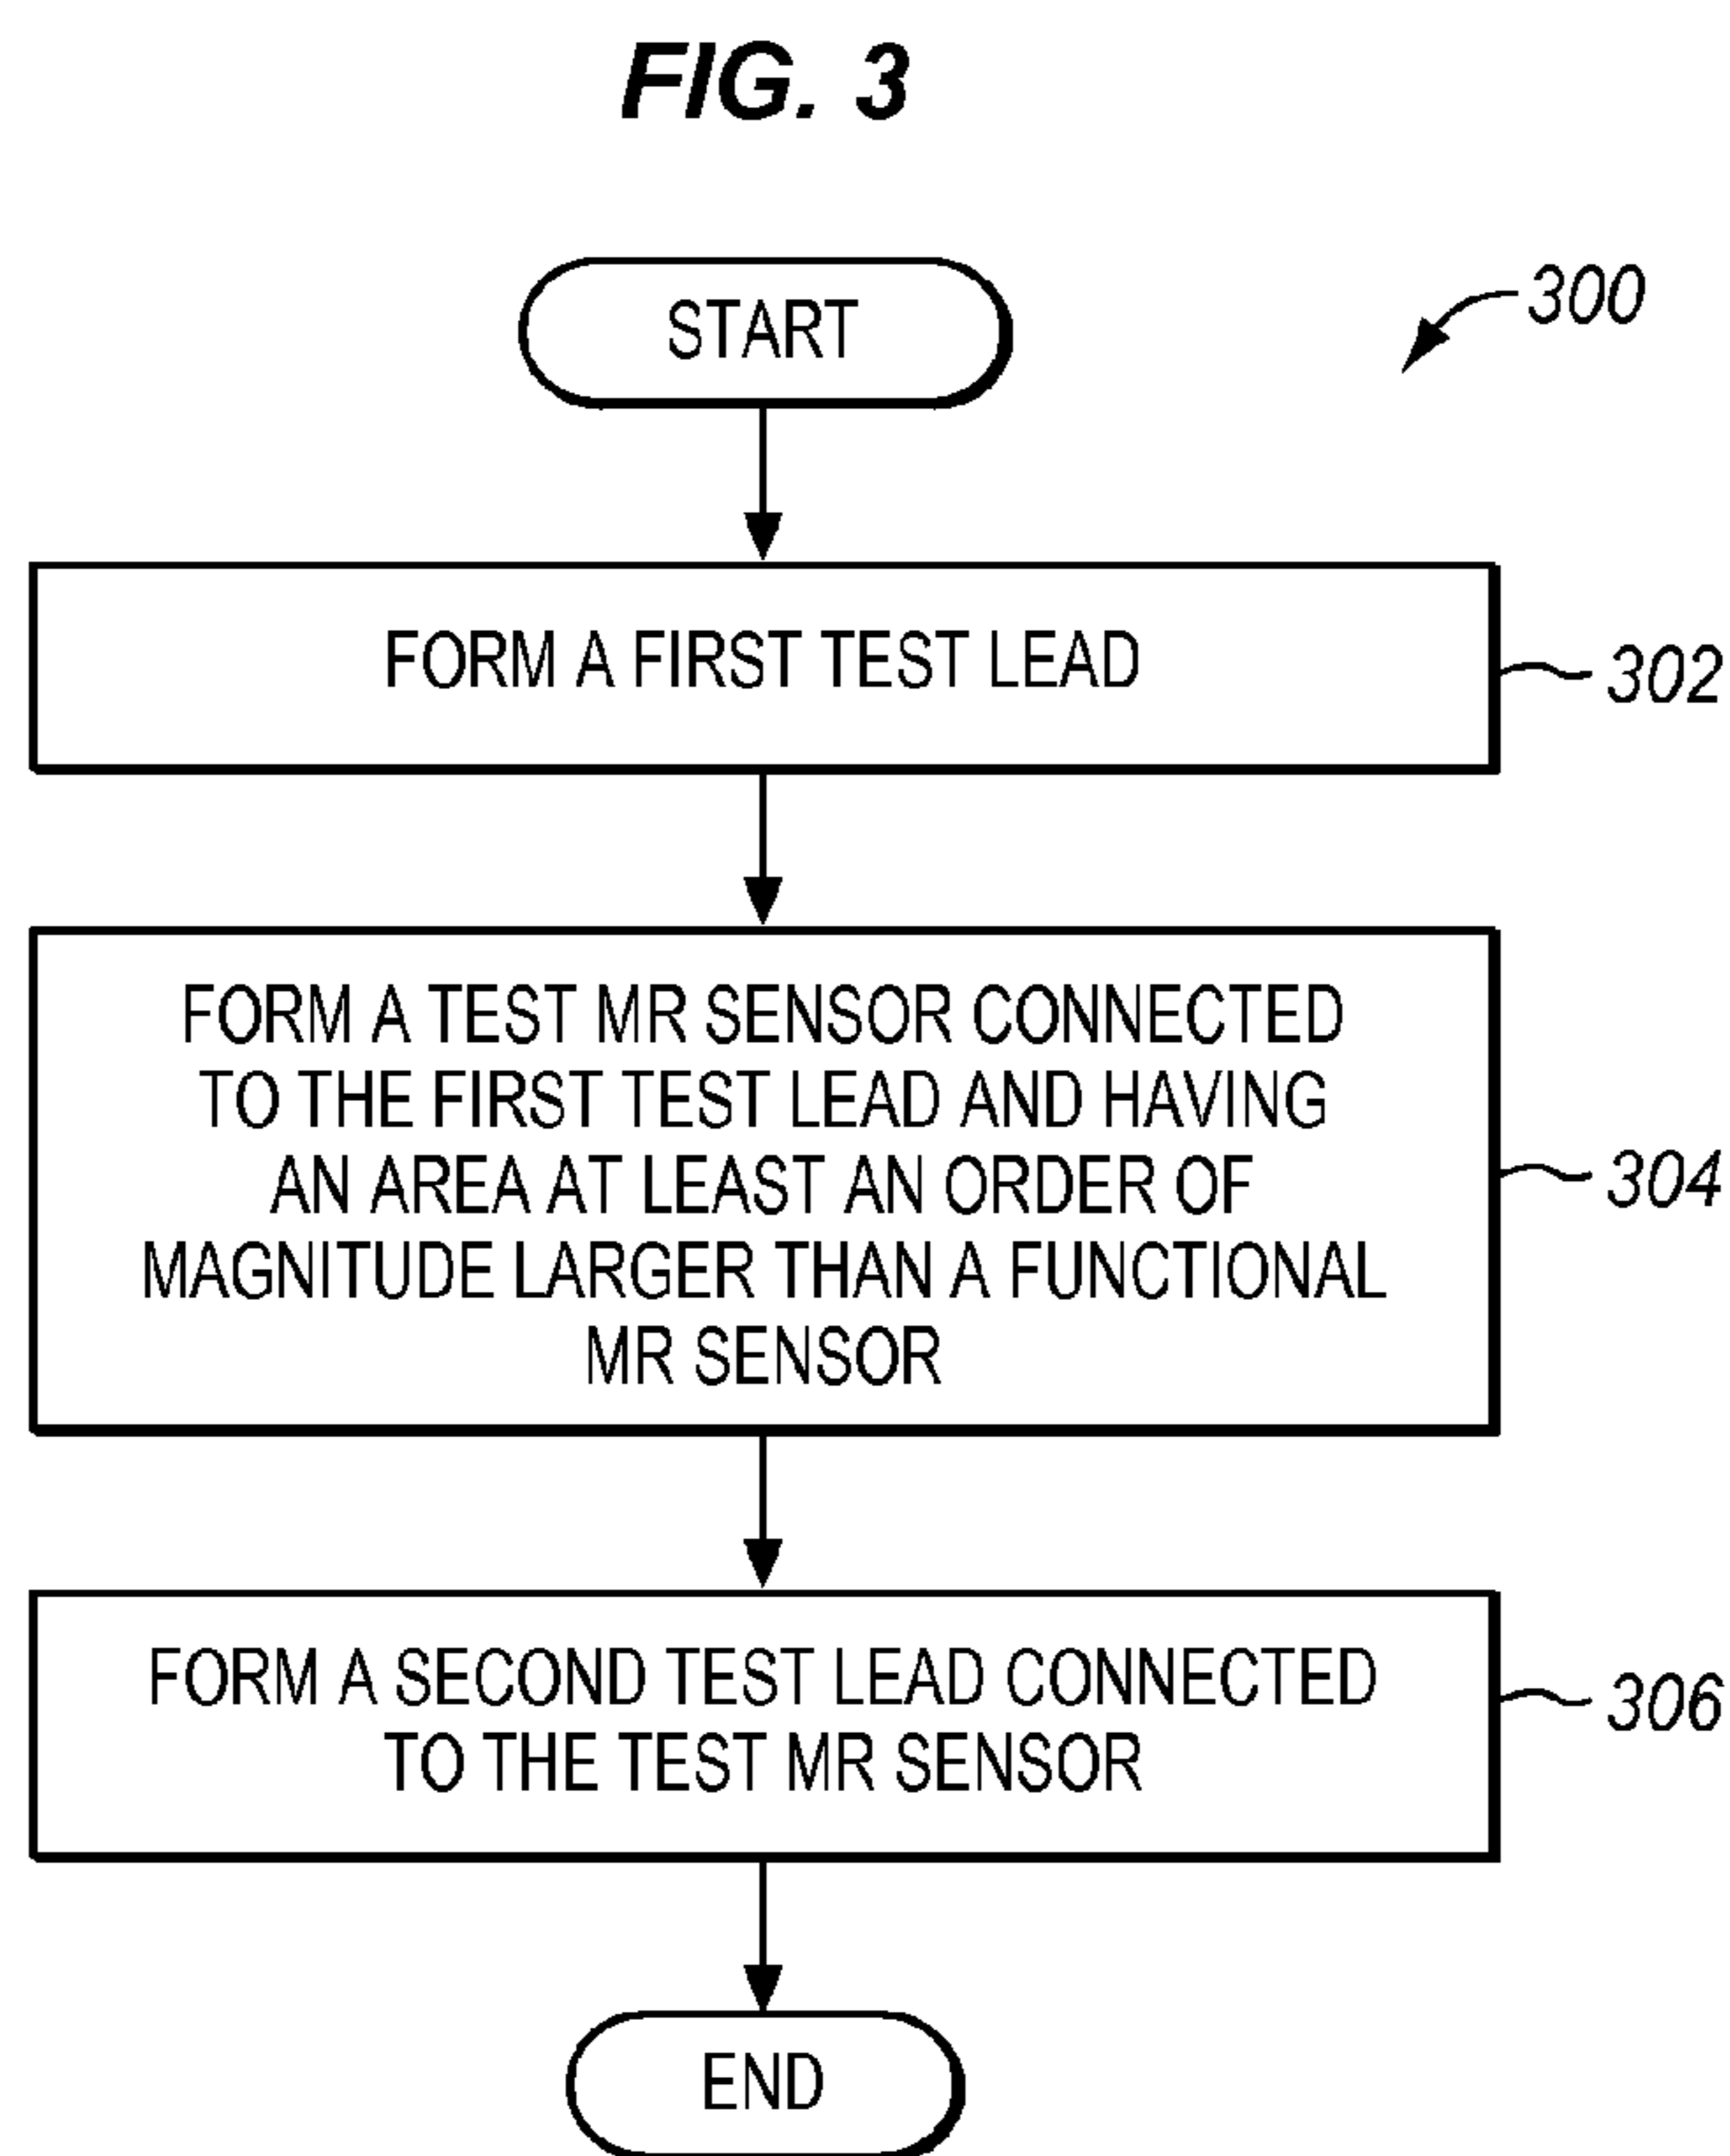 FIG. 3
START
300
FORM A FIRST TEST LEAD
302
FORM A TEST MR SENSOR CONNECTED
TO THE FIRST TEST LEAD AND HAVING
AN AREA AT LEAST AN ORDER OF
MAGNITUDE LARGER THAN A FUNCTIONAL
MR SENSOR
304
FORM A SECOND TEST LEAD CONNECTED
TO THE TEST MR SENSOR
306
END